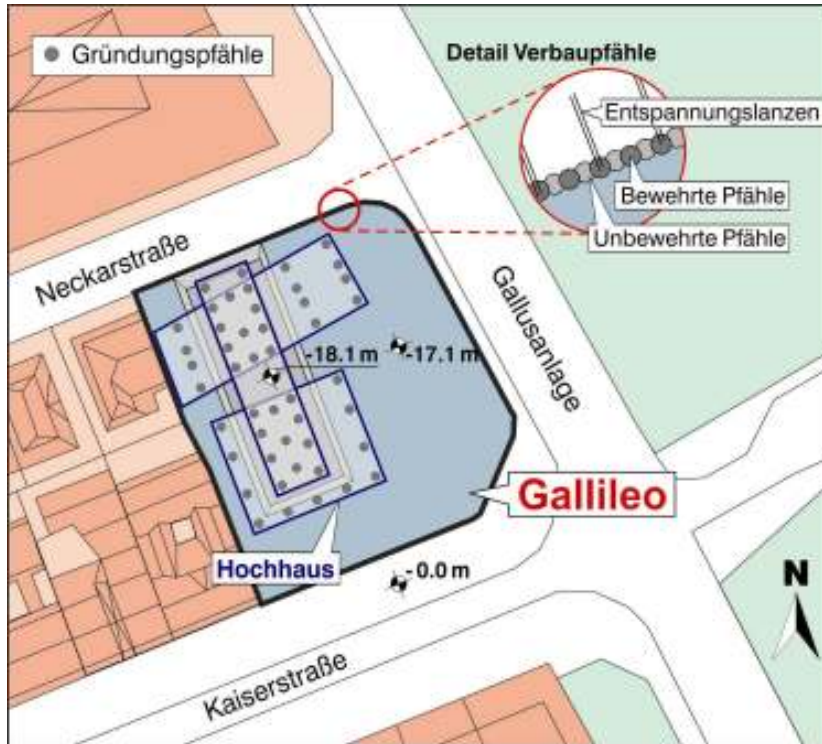 Gründungspfähle
Detail Verbaupfähle
Entspannungslanzen
Bewehrte Pfähle
Unbewehrte Pfähle
Neckarstraße
Gallusanlage
-18.1 m
-17.1 m
Gallileo
Hochhaus
- 0.0 m
N
Kaiserstraße